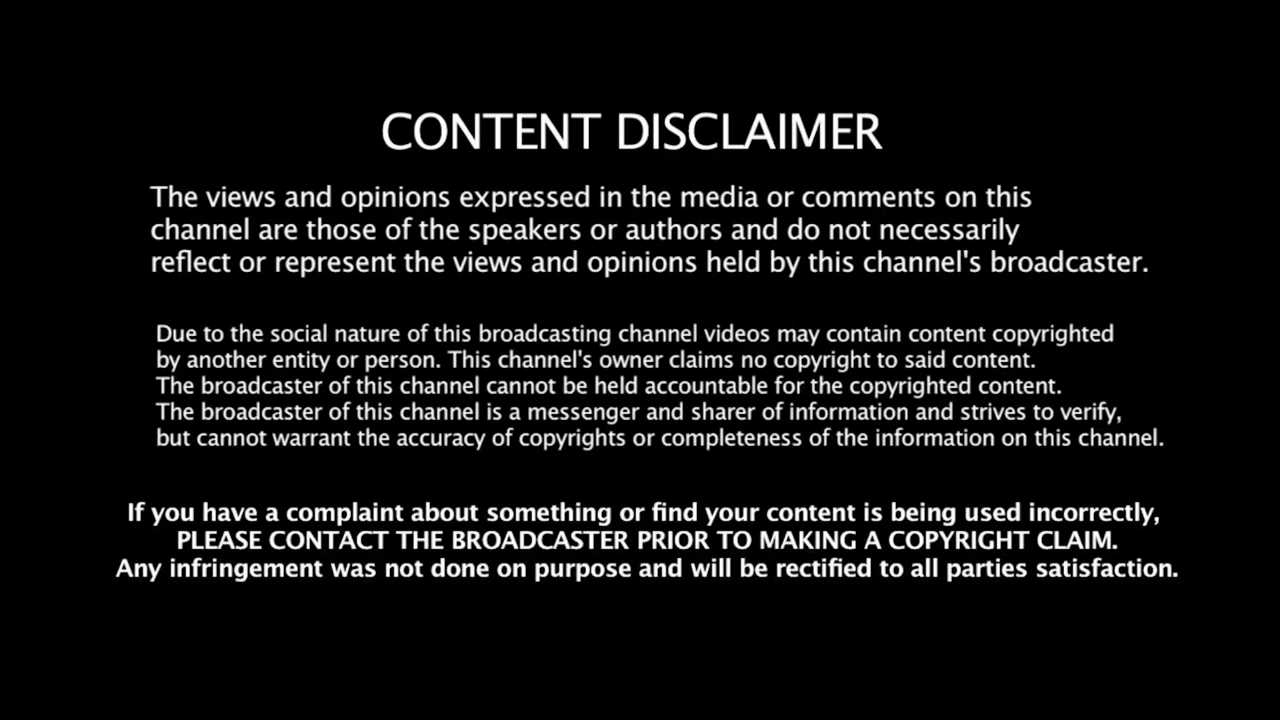 CONTENT DISCLAIMER
The views and opinions expressed in the media or comments on this
channel are those of the speakers or authors and do not necessarily
reflect or represent the views and opinions held by this channel's broadcaster.
Due to the social nature of this broadcasting channel videos may contain content copyrighted
by another entity or person. This channel's owner claims no copyright to said content.
The broadcaster of this channel cannot be held accountable for the copyrighted content.
The broadcaster of this channel is a messenger and sharer of information and strives to verify,
but cannot warrant the accuracy of copyrights or completeness of the information on this channel.
If you have a complaint about something or find your content is being used incorrectly,
PLEASE CONTACT THE BROADCASTER PRIOR TO MAKING A COPYRIGHT CLAIM.
Any infringement was not done on purpose and will be rectified to all parties satisfaction.